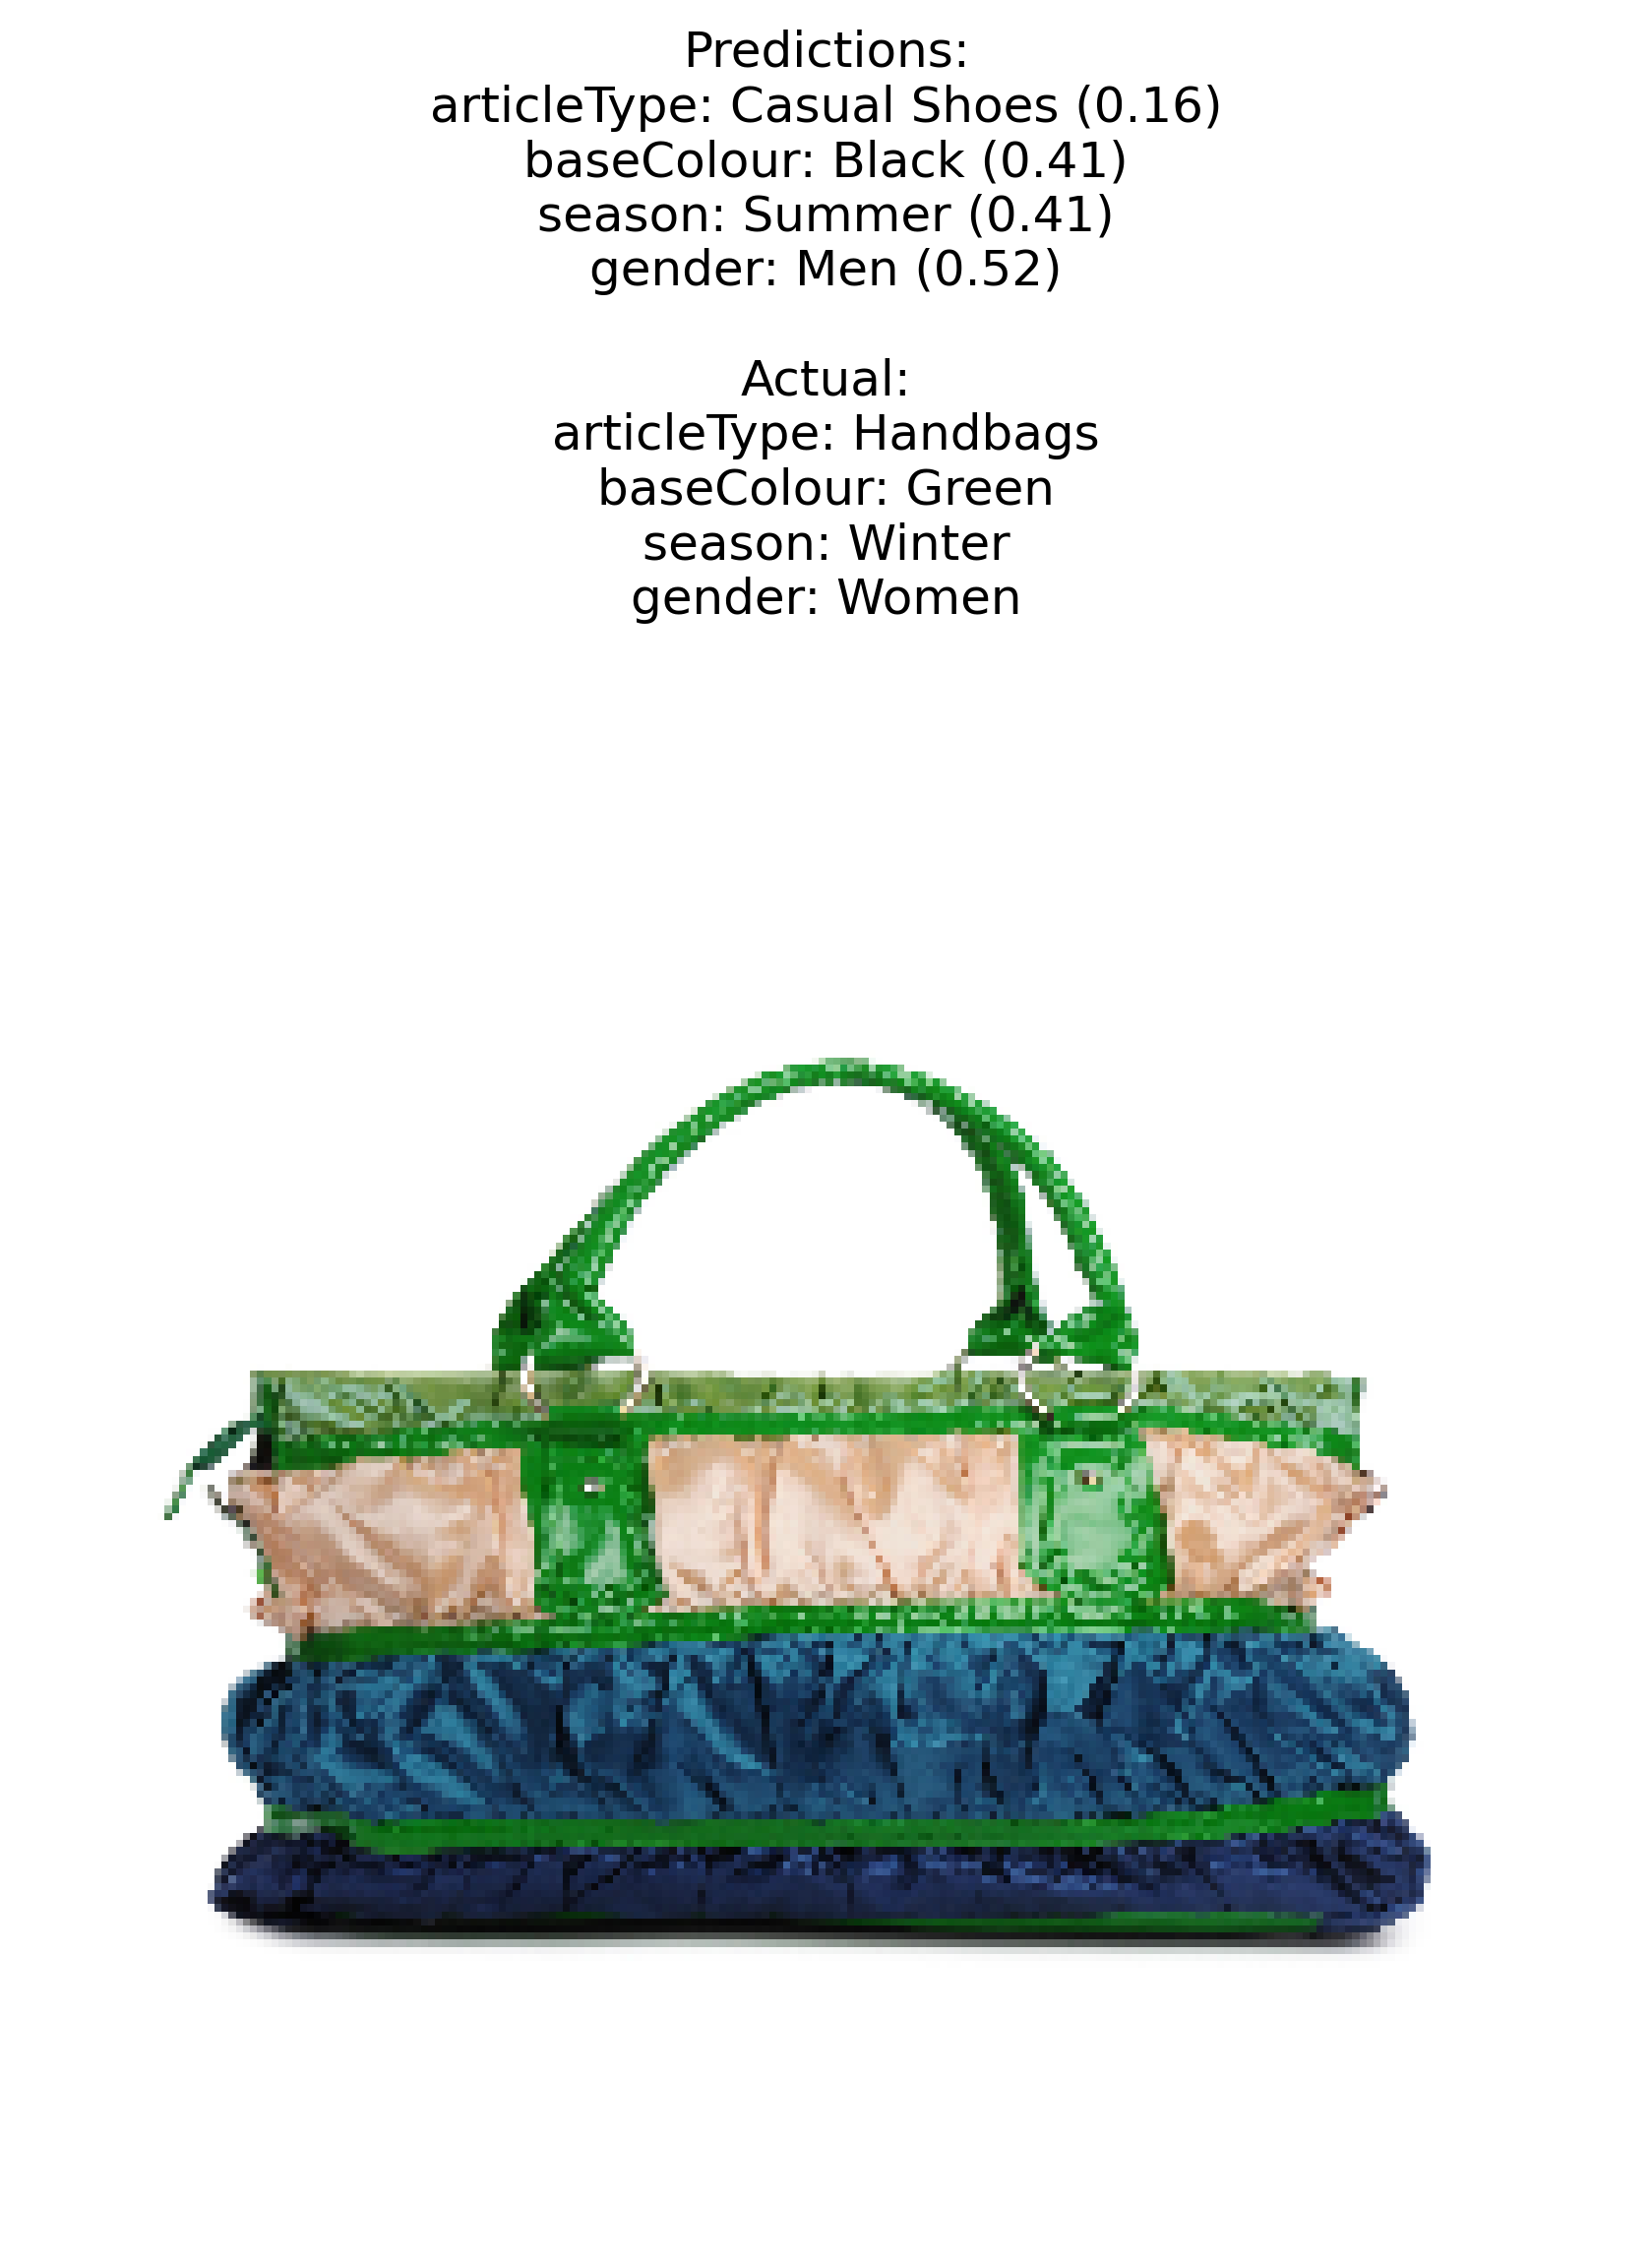 Predictions:
articleType: Casual Shoes (0.16)
baseColour: Black (0.41)
season: Summer (0.41)
gender: Men (0.52)

Actual:
articleType: Handbags
baseColour: Green
season: Winter
gender: Women